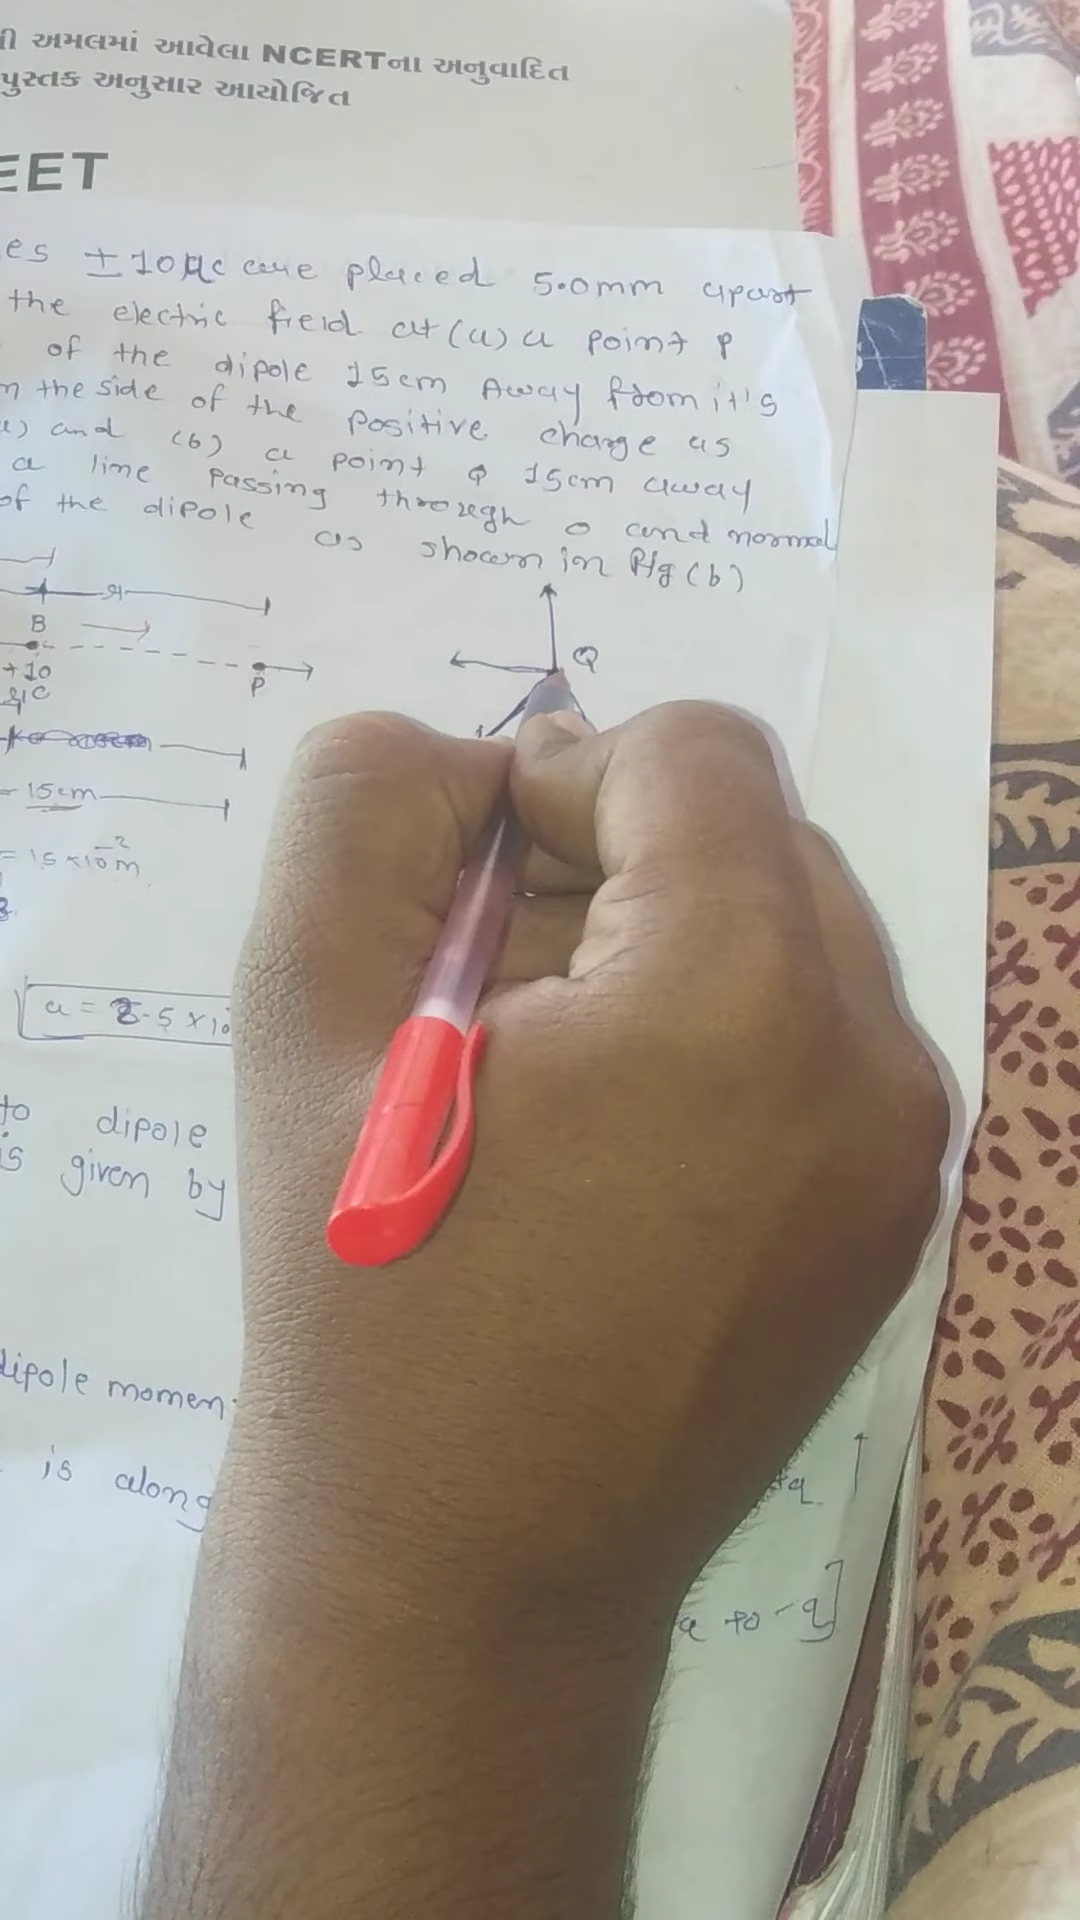 અમલમાં આવેલા NCERTના અનુવાદિત
પુસ્તક અનુસાર આયોજિત
EET
es ±10μc are placed 5.0mm apart
the electric field at (a) a point P
of the dipole 15cm Away from it's
n the side of the positive charge as
and (b) a point Q 15cm away
a line passing through o and normal
of the dipole as shown in Fig (b)
B
+10
μC
P
Q
15cm
= 15×10⁻² m
a = 2.5 × 10
to dipole
is given by
dipole momen
is along
+q
to -q]